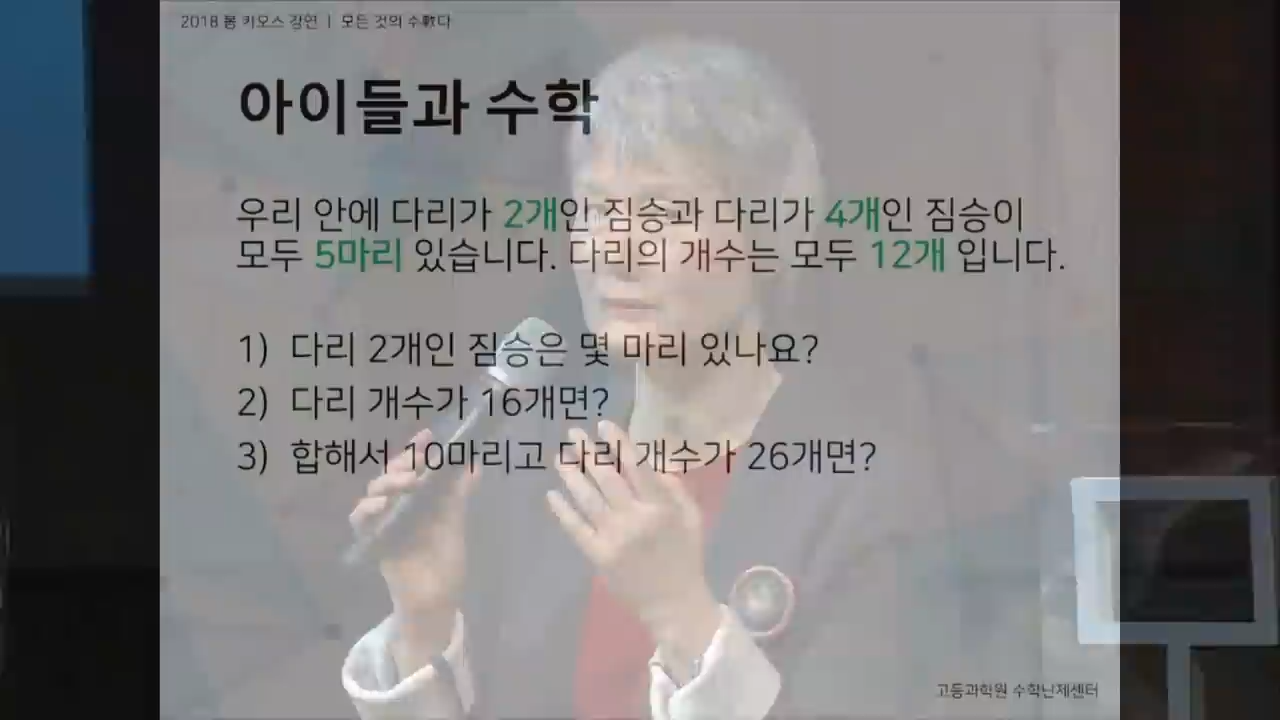 2018 봄 카오스 강연 | 모든 것의 수數다
아이들과 수학
우리 안에 다리가 2개인 짐승과 다리가 4개인 짐승이
모두 5마리 있습니다. 다리의 개수는 모두 12개 입니다.
1) 다리 2개인 짐승은 몇 마리 있나요?
2) 다리 개수가 16개면?
3) 합해서 10마리고 다리 개수가 26개면?
고등과학원 수학난제센터